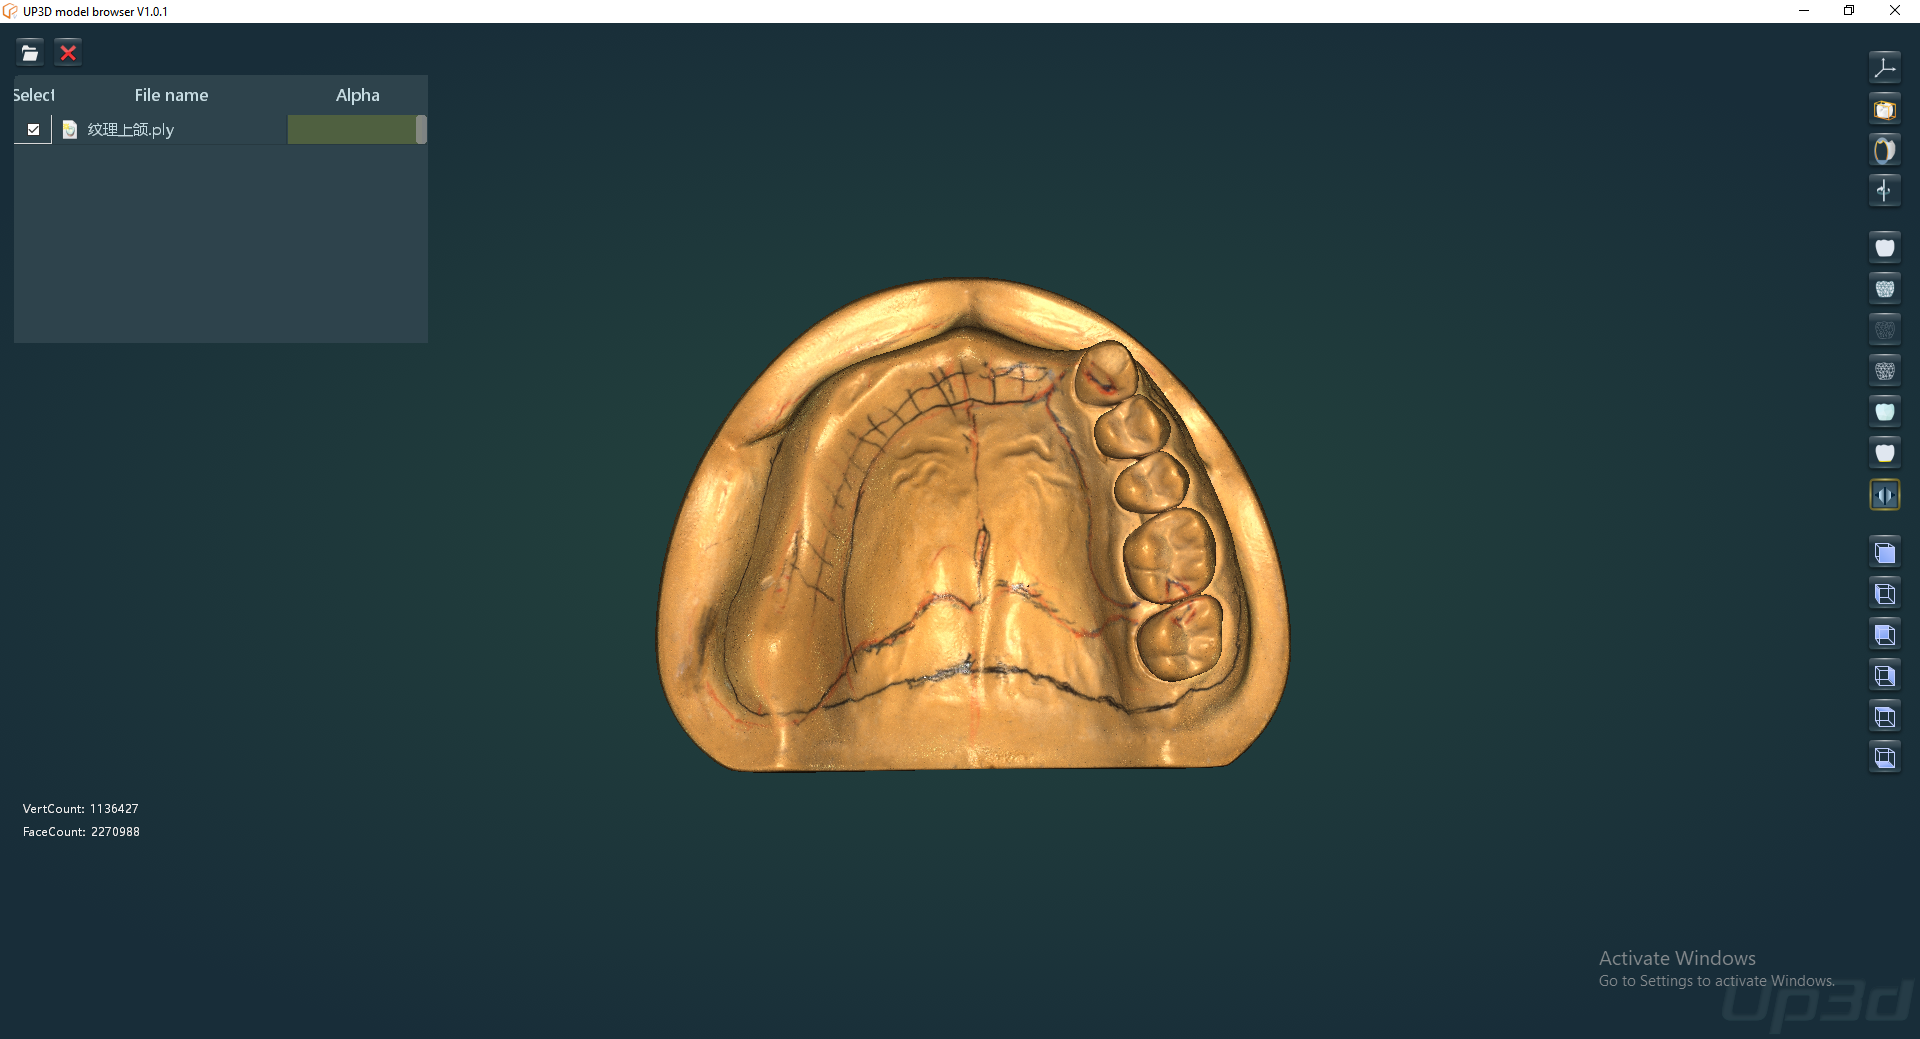 UP3D model browser V1.0.1
Select File name Alpha
纹理上颌.ply
VertCount: 1136427
FaceCount: 2270988
Activate Windows
Go to Settings to activate Windows.
Up3d